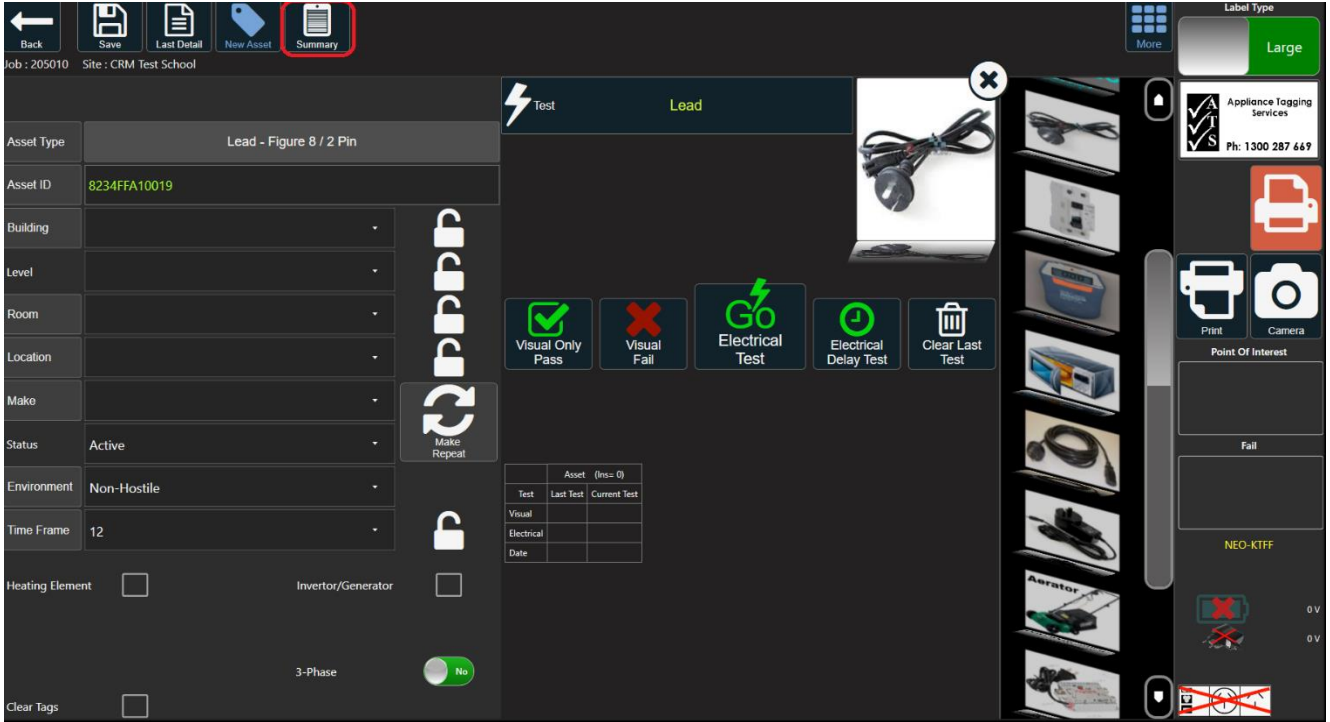 Back
Save
Last Detail
New Asset
Summary
More
Label Type
Large
Job : 205010 Site : CRM Test School
Test Lead
ATS
Appliance Tagging
Services
Ph: 1300 287 669
Asset Type
Lead - Figure 8 / 2 Pin
Asset ID
8234FFA10019
Building
Level
Room
Location
Make
Make
Repeat
Status
Active
Environment
Non-Hostile
Time Frame
12
Heating Element
Invertor/Generator
3-Phase
No
Clear Tags
Visual Only
Pass
Visual
Fail
Go
Electrical
Test
Electrical
Delay Test
Clear Last
Test
Asset (Ins= 0)
Test Last Test Current Test
Visual
Electrical
Date
Aerator
Print
Camera
Point Of Interest
Fail
NEO-KTFF
0 V
0 V